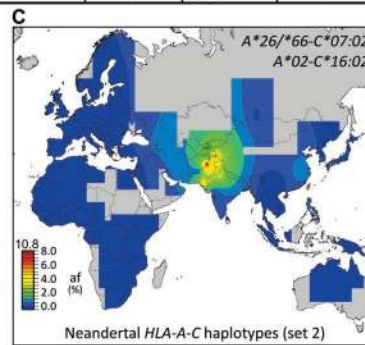 C
A*26/*66-C*07:02
A*02-C*16:02
10.8
8.0
6.0
4.0
2.0
0.0
af
(%)
Neandertal HLA-A-C haplotypes (set 2)